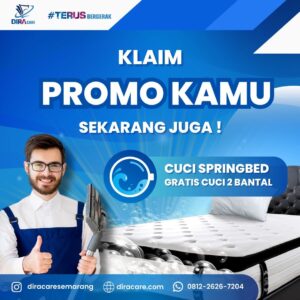 DIRA CARE
#TERUS BERGERAK
KLAIM
PROMO KAMU
SEKARANG JUGA !
CUCI SPRINGBED
GRATIS CUCI 2 BANTAL
diracaresemarang
diracare.com
0812-2626-7204